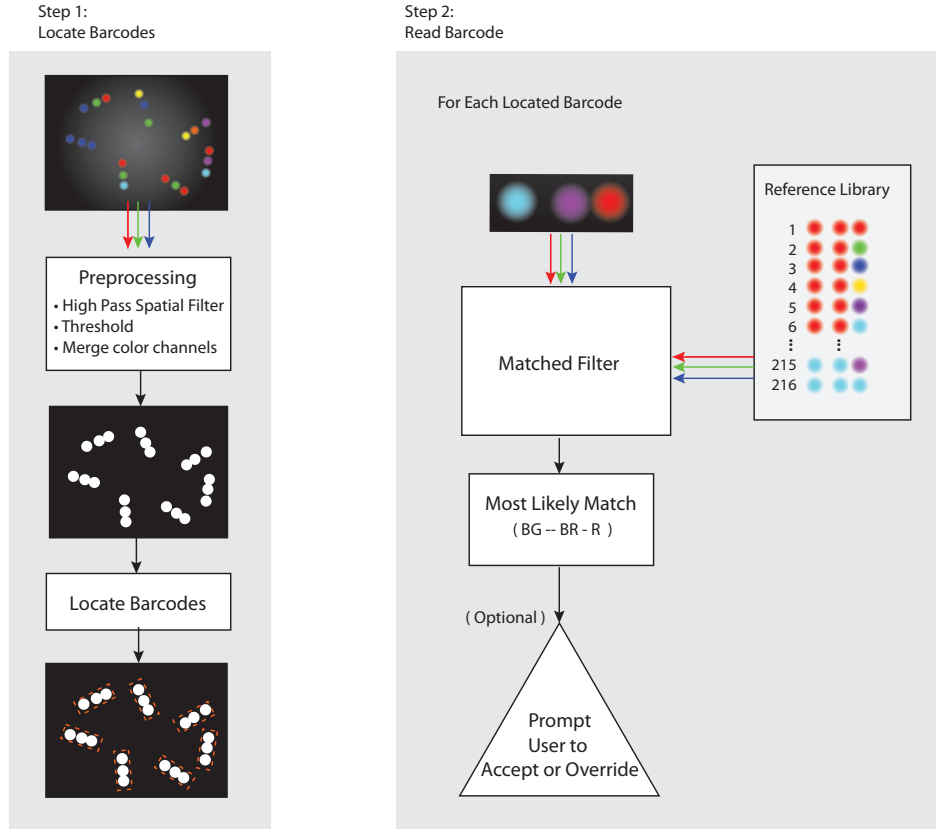 Step 1:
Locate Barcodes
Preprocessing
• High Pass Spatial Filter
• Threshold
• Merge color channels
Locate Barcodes
Step 2:
Read Barcode
For Each Located Barcode
Reference Library
1
2
3
4
5
6
⋮ ⋮
215
216
Matched Filter
Most Likely Match
( BG -- BR - R )
( Optional )
Prompt
User to
Accept or Override